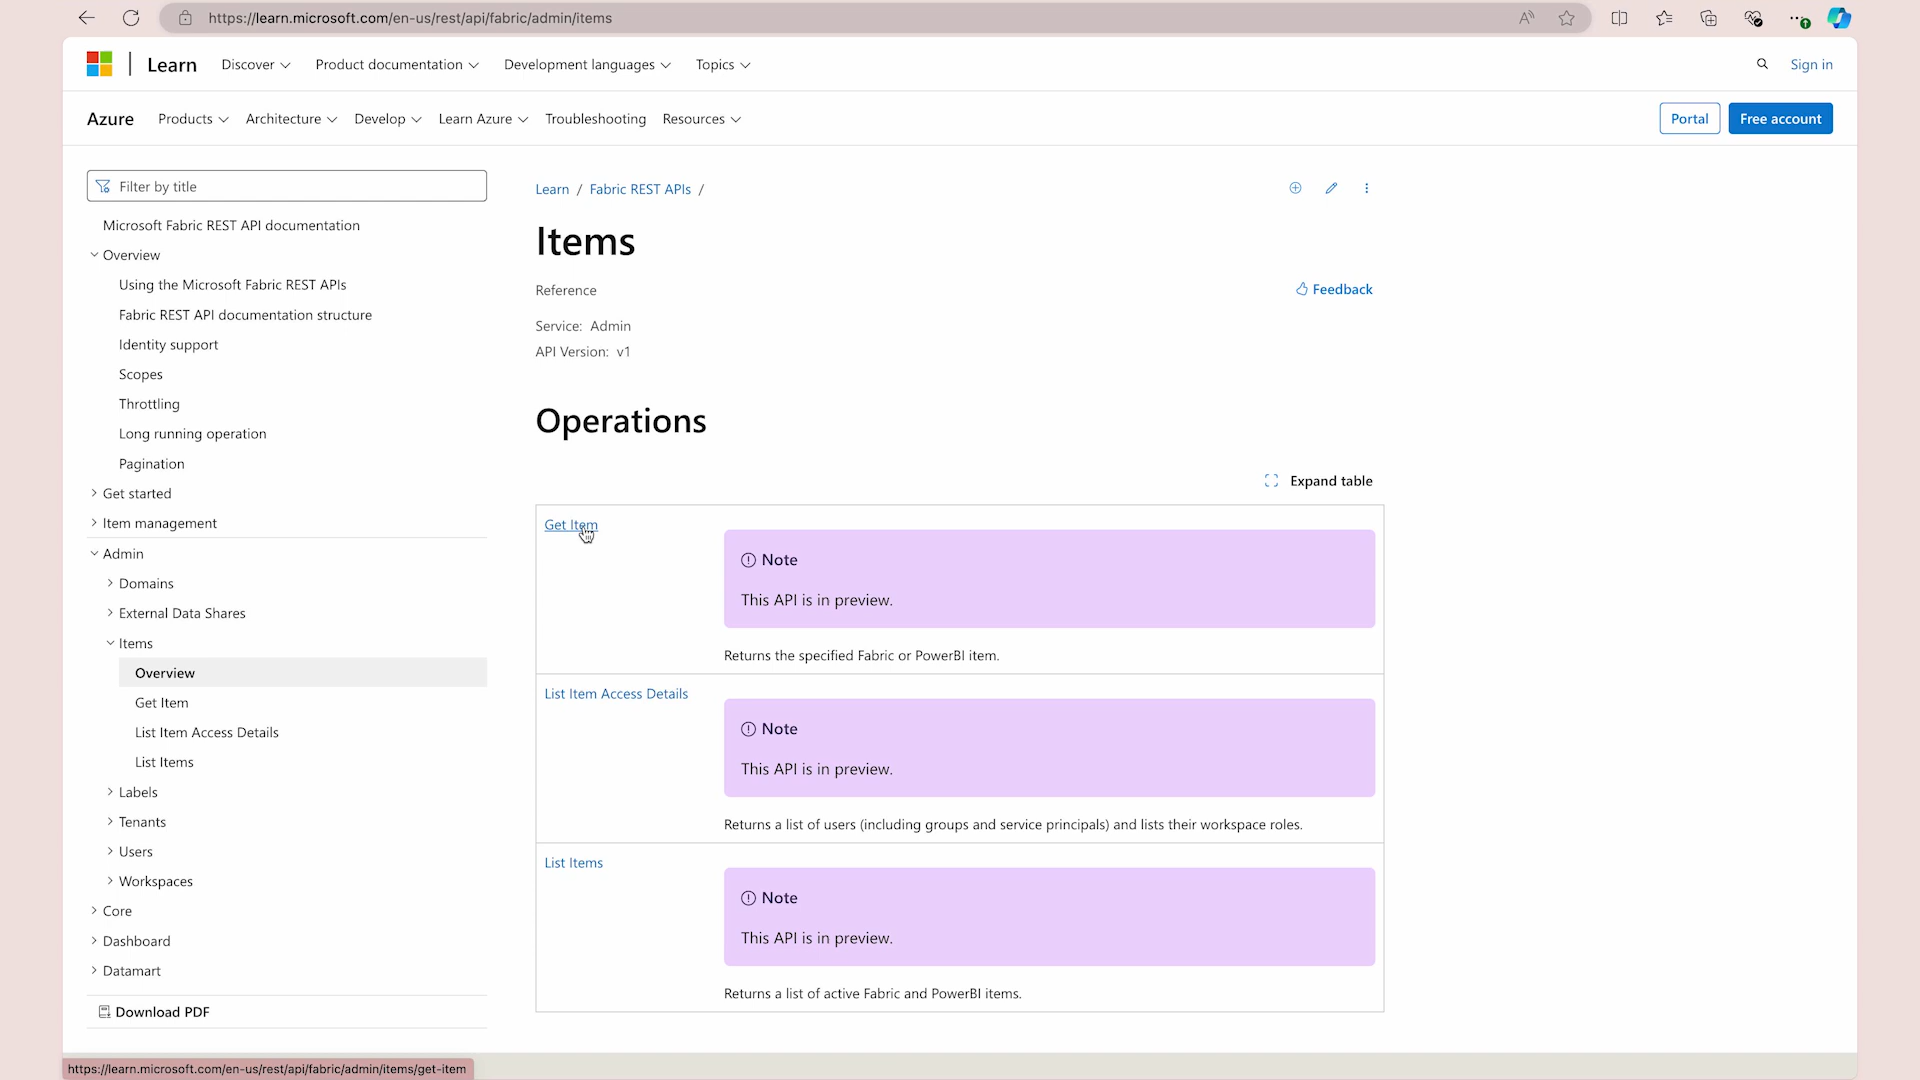 https://learn.microsoft.com/en-us/rest/api/fabric/admin/items
Learn
Discover
Product documentation
Development languages
Topics
Sign in
Azure
Products
Architecture
Develop
Learn Azure
Troubleshooting
Resources
Portal
Free account
Filter by title
Microsoft Fabric REST API documentation
Overview
Using the Microsoft Fabric REST APIs
Fabric REST API documentation structure
Identity support
Scopes
Throttling
Long running operation
Pagination
Get started
Item management
Admin
Domains
External Data Shares
Items
Overview
Get Item
List Item Access Details
List Items
Labels
Tenants
Users
Workspaces
Core
Dashboard
Datamart
Download PDF
Learn / Fabric REST APIs /
Items
Reference
Feedback
Service: Admin
API Version: v1
Operations
Expand table
Get Item
Note
This API is in preview.
Returns the specified Fabric or PowerBI item.
List Item Access Details
Note
This API is in preview.
Returns a list of users (including groups and service principals) and lists their workspace roles.
List Items
Note
This API is in preview.
Returns a list of active Fabric and PowerBI items.
https://learn.microsoft.com/en-us/rest/api/fabric/admin/items/get-item